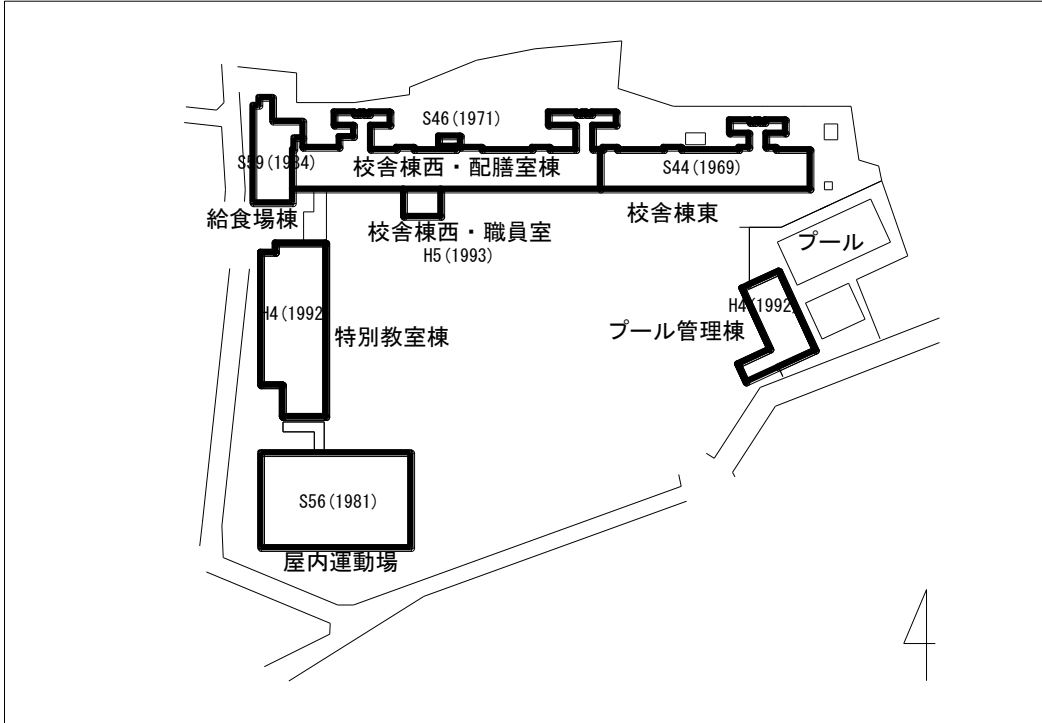 S46(1971)
S59(1984)
校舎棟西・配膳室棟
S44(1969)
給食場棟
校舎棟西・職員室
H5(1993)
校舎棟東
プール
H4(1992)
特別教室棟
H4(1992)
プール管理棟
S56(1981)
屋内運動場